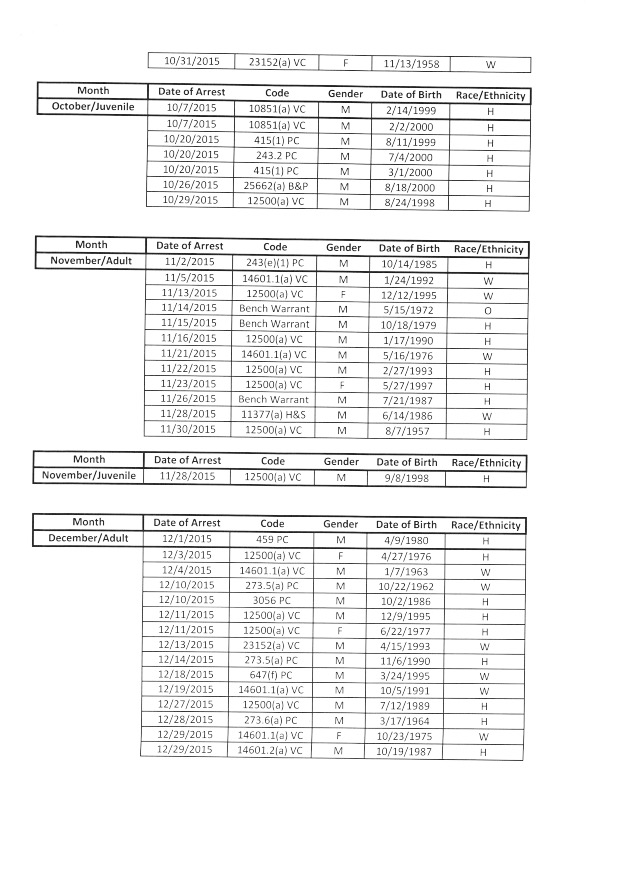 10/31/2015 23152(a) VC F 11/13/1958 W
Month Date of Arrest Code Gender Date of Birth Race/Ethnicity
October/Juvenile 10/7/2015 10851(a) VC M 2/14/1999 H
10/7/2015 10851(a) VC M 2/2/2000 H
10/20/2015 415(1) PC M 8/11/1999 H
10/20/2015 243.2 PC M 7/4/2000 H
10/20/2015 415(1) PC M 3/1/2000 H
10/26/2015 25662(a) B&P M 8/18/2000 H
10/29/2015 12500(a) VC M 8/24/1998 H
Month Date of Arrest Code Gender Date of Birth Race/Ethnicity
November/Adult 11/2/2015 243(e)(1) PC M 10/14/1985 H
11/5/2015 14601.1(a) VC M 1/24/1992 W
11/13/2015 12500(a) VC F 12/12/1995 W
11/14/2015 Bench Warrant M 5/15/1972 O
11/15/2015 Bench Warrant M 10/18/1979 H
11/16/2015 12500(a) VC M 1/17/1990 H
11/21/2015 14601.1(a) VC M 5/16/1976 W
11/22/2015 12500(a) VC M 2/27/1993 H
11/23/2015 12500(a) VC F 5/27/1997 H
11/26/2015 Bench Warrant M 7/21/1987 H
11/28/2015 11377(a) H&S M 6/14/1986 W
11/30/2015 12500(a) VC M 8/7/1957 H
Month Date of Arrest Code Gender Date of Birth Race/Ethnicity
November/Juvenile 11/28/2015 12500(a) VC M 9/8/1998 H
Month Date of Arrest Code Gender Date of Birth Race/Ethnicity
December/Adult 12/1/2015 459 PC M 4/9/1980 H
12/3/2015 12500(a) VC F 4/27/1976 H
12/4/2015 14601.1(a) VC M 1/7/1963 W
12/10/2015 273.5(a) PC M 10/22/1962 W
12/10/2015 3056 PC M 10/2/1986 H
12/11/2015 12500(a) VC M 12/9/1995 H
12/11/2015 12500(a) VC F 6/22/1977 H
12/13/2015 23152(a) VC M 4/15/1993 W
12/14/2015 273.5(a) PC M 11/6/1990 H
12/18/2015 647(f) PC M 3/24/1995 W
12/19/2015 14601.1(a) VC M 10/5/1991 W
12/27/2015 12500(a) VC M 7/12/1989 H
12/28/2015 273.6(a) PC M 3/17/1964 H
12/29/2015 14601.1(a) VC F 10/23/1975 W
12/29/2015 14601.2(a) VC M 10/19/1987 H